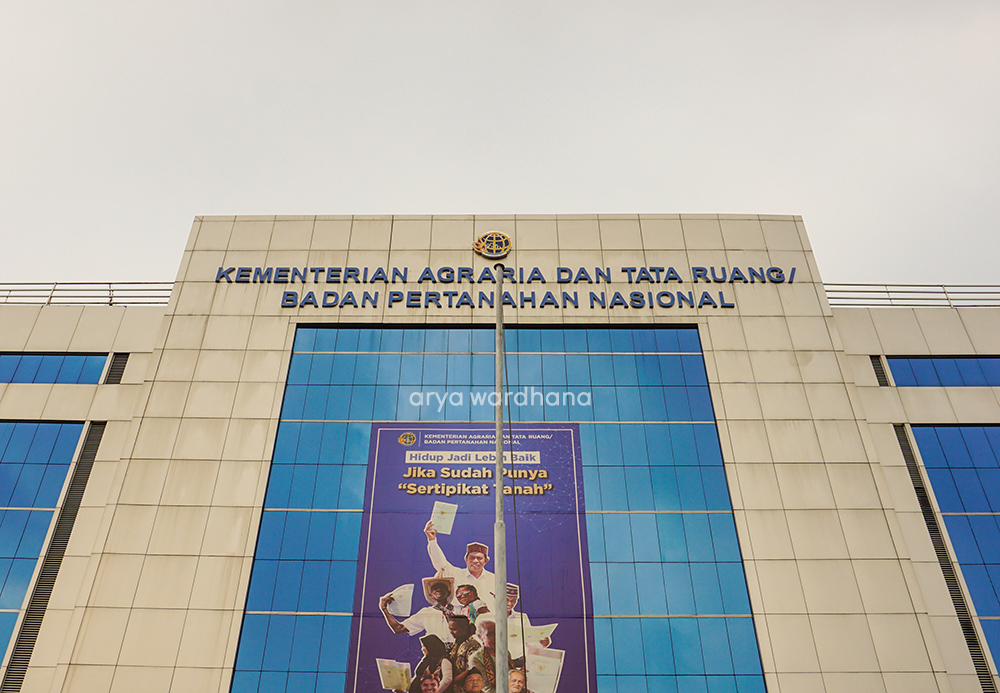 KEMENTERIAN AGRARIA DAN TATA RUANG/
BADAN PERTANAHAN NASIONAL
arya wardhana
KEMENTERIAN AGRARIA DAN TATA RUANG/
BADAN PERTANAHAN NASIONAL
Hidup Jadi Lebih Baik
Jika Sudah Punya
“Sertipikat Tanah”